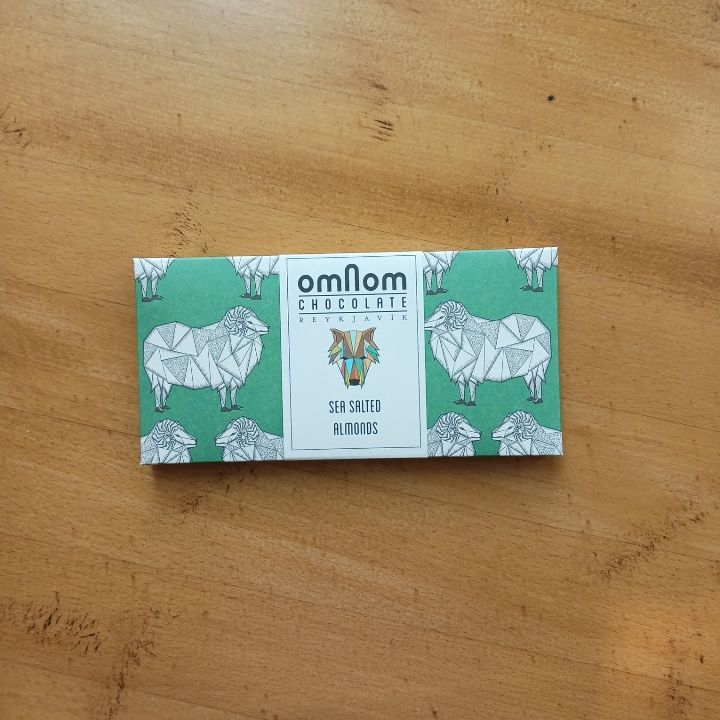 omnom
CHOCOLATE
REYKJAVÍK
SEA SALTED
ALMONDS